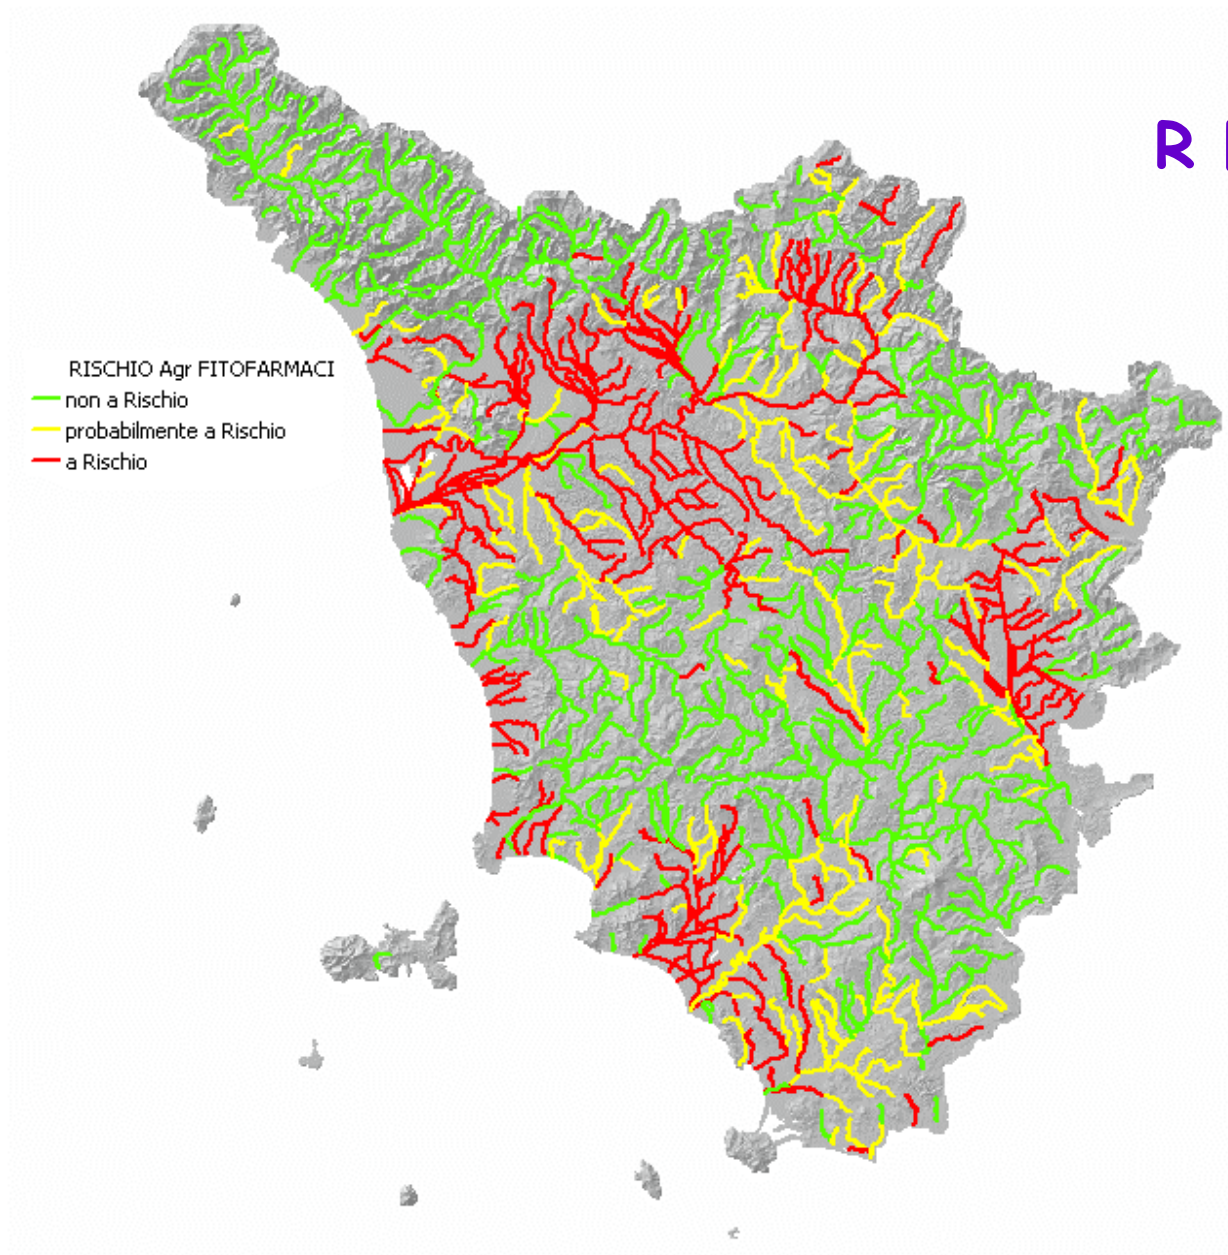 R
RISCHIO Agr FITOFARMACI
non a Rischio
probabilmente a Rischio
a Rischio